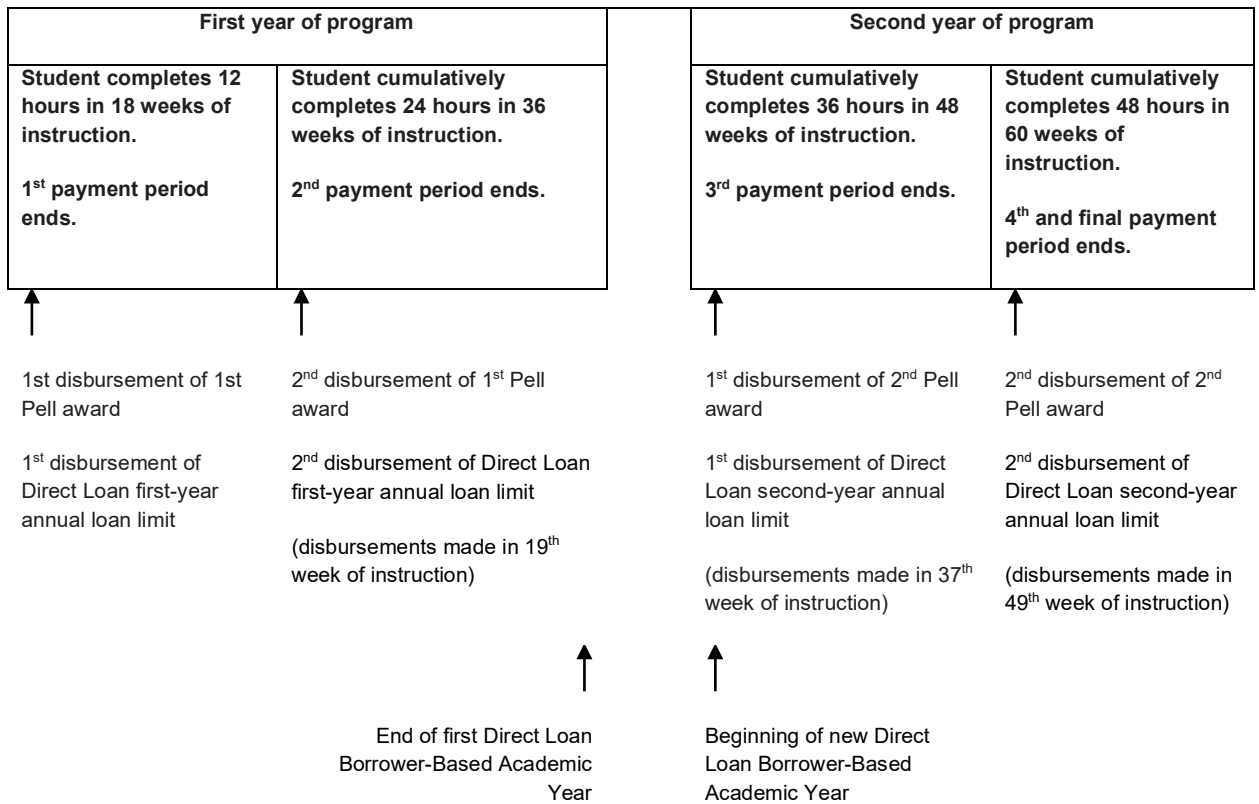 First year of program
Second year of program
Student completes 12
hours in 18 weeks of
instruction.
1st payment period
ends.
Student cumulatively
completes 24 hours in 36
weeks of instruction.
2nd payment period ends.
Student cumulatively
completes 36 hours in 48
weeks of instruction.
3rd payment period ends.
Student cumulatively
completes 48 hours in
60 weeks of
instruction.
4th and final payment
period ends.
1st disbursement of 1st
Pell award
1st disbursement of
Direct Loan first-year
annual loan limit
2nd disbursement of 1st Pell
award
2nd disbursement of Direct Loan
first-year annual loan limit
(disbursements made in 19th
week of instruction)
1st disbursement of 2nd Pell
award
1st disbursement of Direct
Loan second-year annual
loan limit
(disbursements made in 37th
week of instruction)
2nd disbursement of 2nd
Pell award
2nd disbursement of
Direct Loan second-year
annual loan limit
(disbursements made in
49th week of instruction)
End of first Direct Loan
Borrower-Based Academic
Year
Beginning of new Direct
Loan Borrower-Based
Academic Year